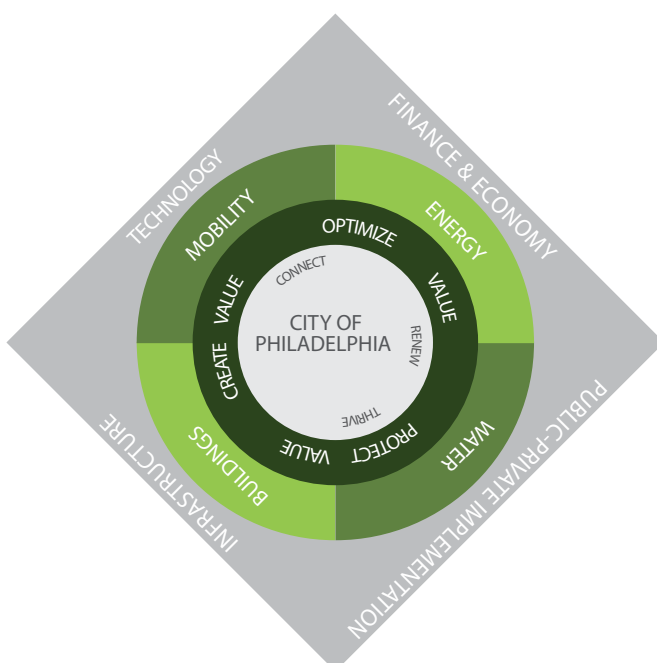 TECHNOLOGY
FINANCE & ECONOMY
PUBLIC-PRIVATE IMPLEMENTATION
INFRASTRUCTURE
MOBILITY
ENERGY
WATER
BUILDINGS
OPTIMIZE VALUE
PROTECT VALUE
CREATE VALUE
CONNECT
RENEW
THRIVE
CITY OF
PHILADELPHIA